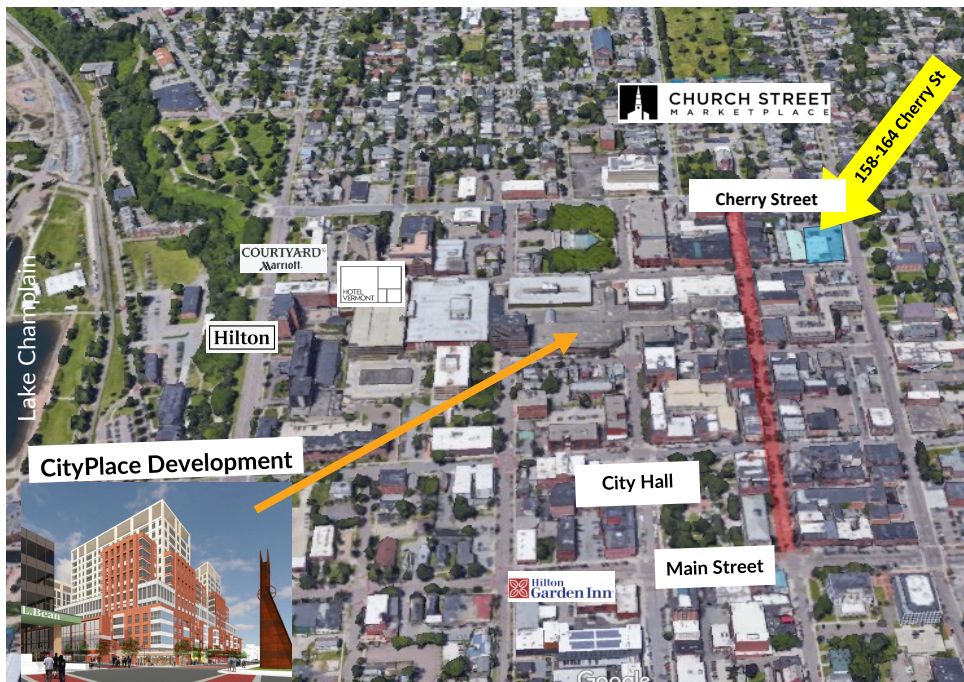 CHURCH STREET
MARKETPLACE
158-164 Cherry St
Cherry Street
COURTYARD®
Marriott
HOTEL
VERMONT
Hilton
Lake Champlain
CityPlace Development
City Hall
Main Street
Hilton
Garden Inn
L.Bean
Google